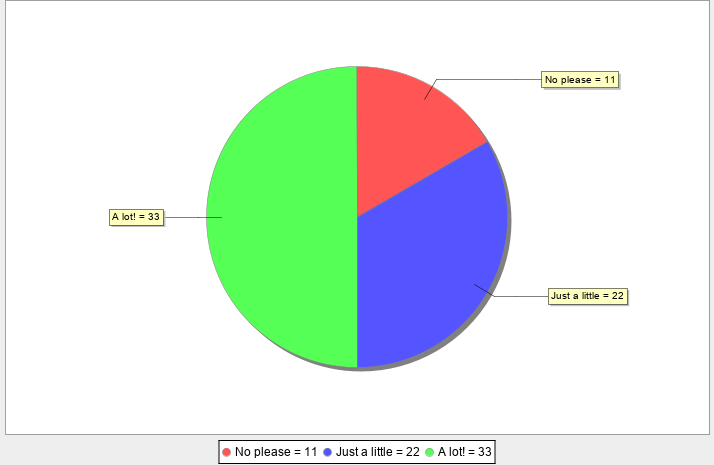 No please = 11
A lot! = 33
Just a little = 22
No please = 11 Just a little = 22 A lot! = 33